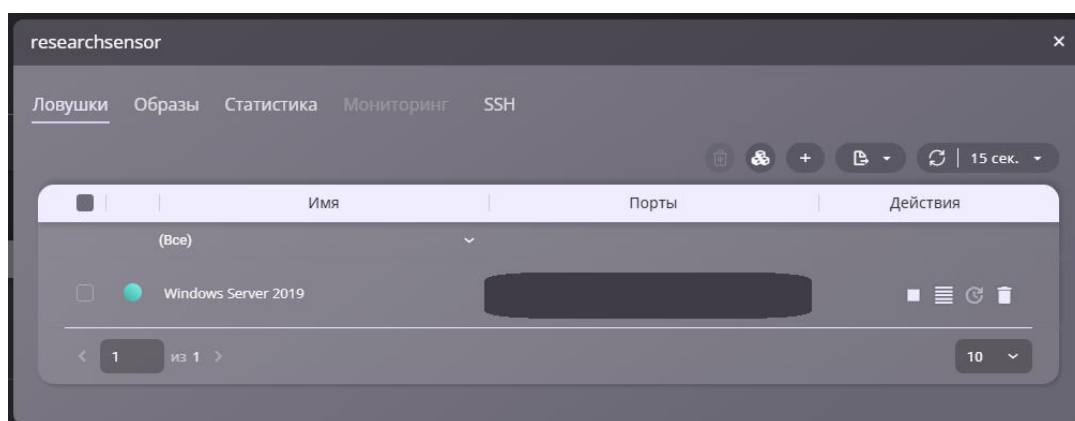 researchsensor
Ловушки Образы Статистика Мониторинг SSH
15 сек.
Имя Порты Действия
(Все)
Windows Server 2019
1 из 1
10